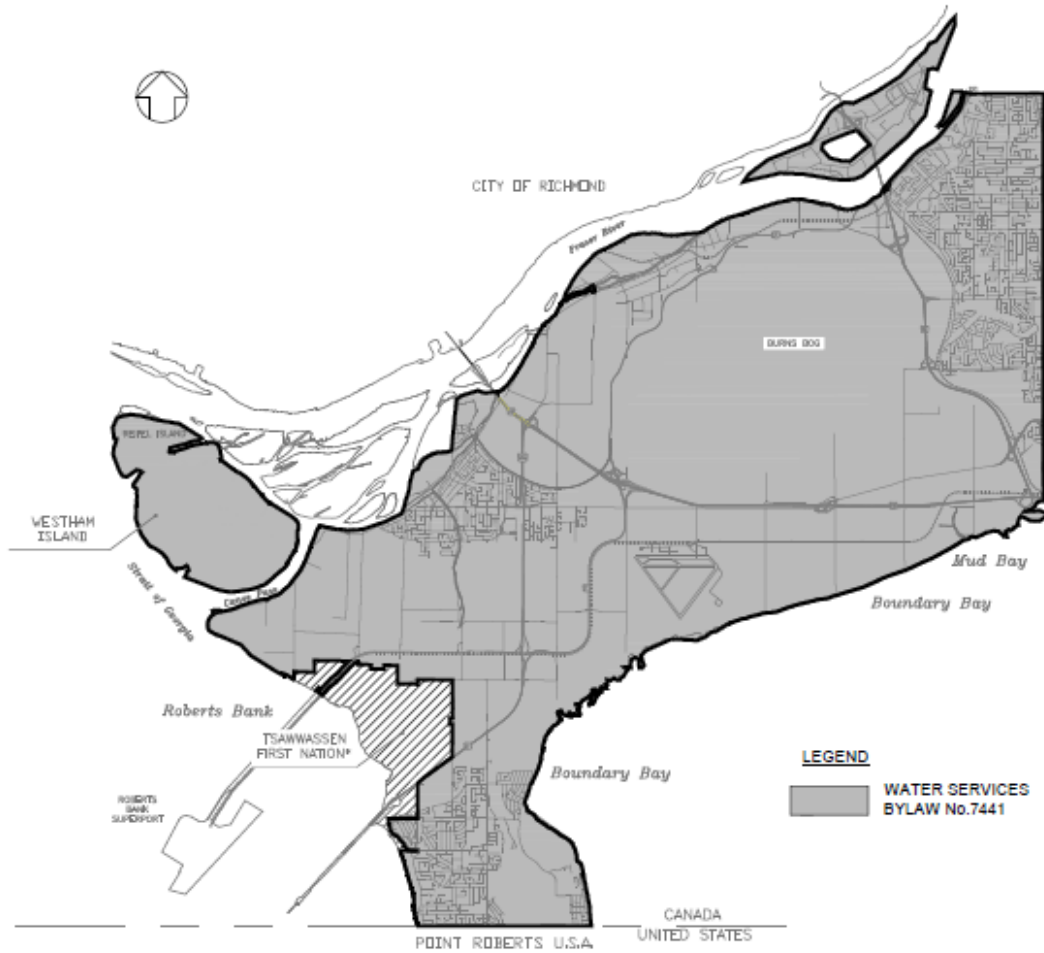 CITY OF RICHMOND
Fraser River
BURNS BOG
REIFEL ISLAND
WESTHAM
ISLAND
Canoe Pass
Strait of Georgia
Mud Bay
Boundary Bay
Roberts Bank
TSAWWASSEN
FIRST NATION*
Boundary Bay
ROBERTS
BANK
SUPERPORT
LEGEND
WATER SERVICES
BYLAW No.7441
CANADA
UNITED STATES
POINT ROBERTS U.S.A.